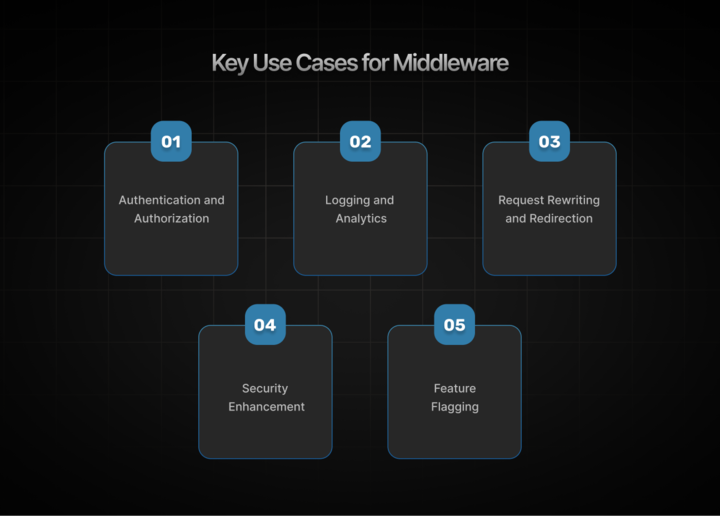 Key Use Cases for Middleware
01
Authentication and
Authorization
02
Logging and
Analytics
03
Request Rewriting
and Redirection
04
Security
Enhancement
05
Feature
Flagging